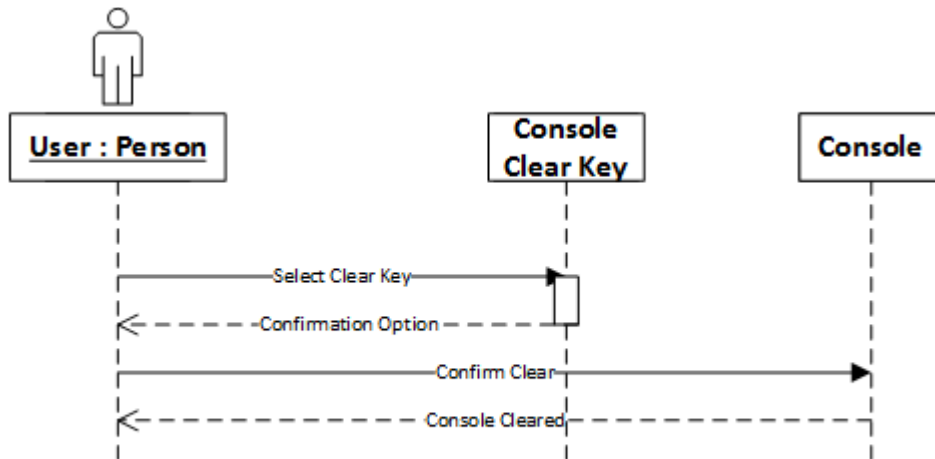 User : Person
Console
Clear Key
Console
Select Clear Key
Confirmation Option
Confirm Clear
Console Cleared